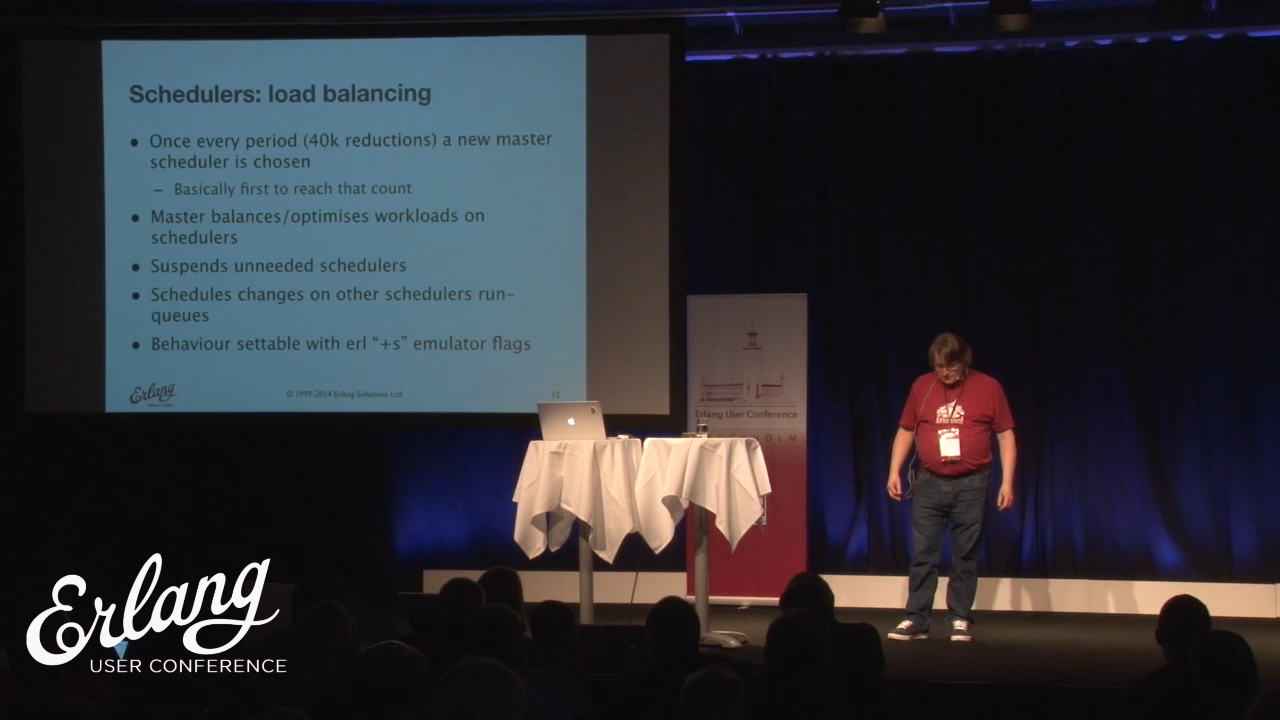 Schedulers: load balancing
• Once every period (40k reductions) a new master
scheduler is chosen
– Basically first to reach that count
• Master balances/optimises workloads on
schedulers
• Suspends unneeded schedulers
• Schedules changes on other schedulers run-
queues
• Behaviour settable with erl “+s” emulator flags
Erlang
© 1999-2014 Erlang Solutions Ltd.
12
Erlang User Conference
Erlang
USER CONFERENCE